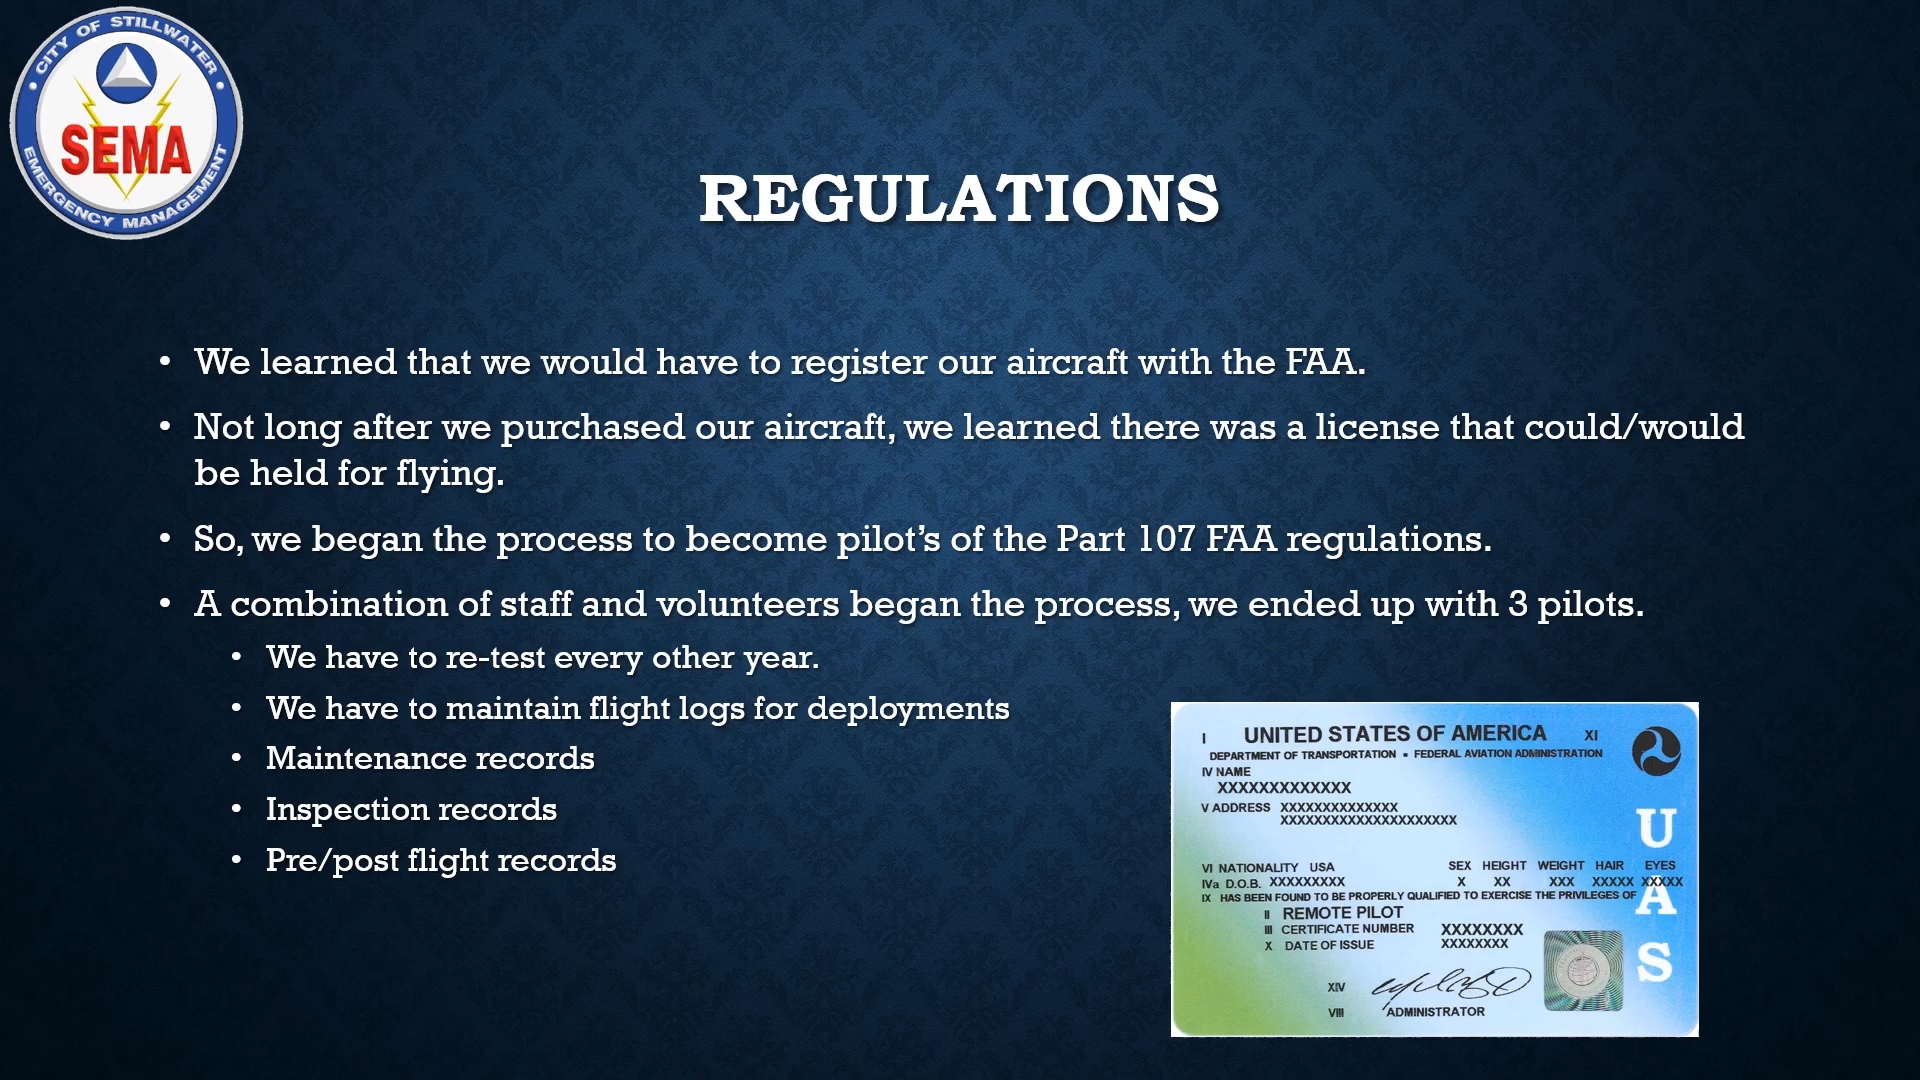 CITY OF STILLWATER
SEMA
EMERGENCY MANAGEMENT
REGULATIONS
• We learned that we would have to register our aircraft with the FAA.
• Not long after we purchased our aircraft, we learned there was a license that could/would
be held for flying.
• So, we began the process to become pilot’s of the Part 107 FAA regulations.
• A combination of staff and volunteers began the process, we ended up with 3 pilots.
• We have to re-test every other year.
• We have to maintain flight logs for deployments
• Maintenance records
• Inspection records
• Pre/post flight records
I UNITED STATES OF AMERICA XI
DEPARTMENT OF TRANSPORTATION • FEDERAL AVIATION ADMINISTRATION
IV NAME
XXXXXXXXXXXXX
V ADDRESS XXXXXXXXXXXXXX
XXXXXXXXXXXXXXXXXXXXX
VI NATIONALITY USA SEX HEIGHT WEIGHT HAIR EYES
IVa D.O.B. XXXXXXXXX X XX XXX XXXXX XXXXX
IX HAS BEEN FOUND TO BE PROPERLY QUALIFIED TO EXERCISE THE PRIVILEGES OF
II REMOTE PILOT
III CERTIFICATE NUMBER XXXXXXXX
X DATE OF ISSUE XXXXXXXX
XIV
VIII ADMINISTRATOR
U
A
S